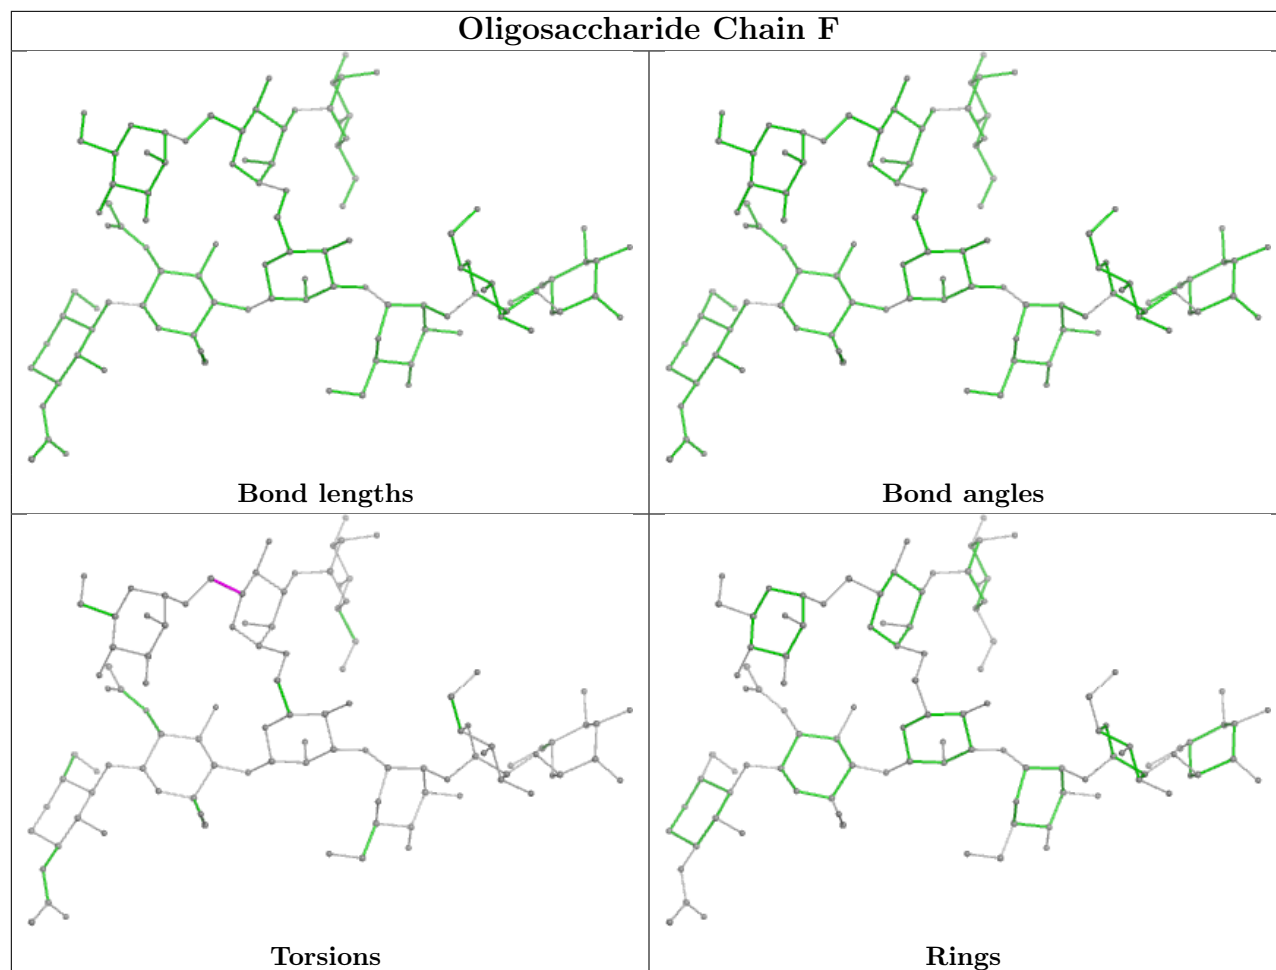 Oligosaccharide Chain F
Bond lengths
Bond angles
Torsions
Rings